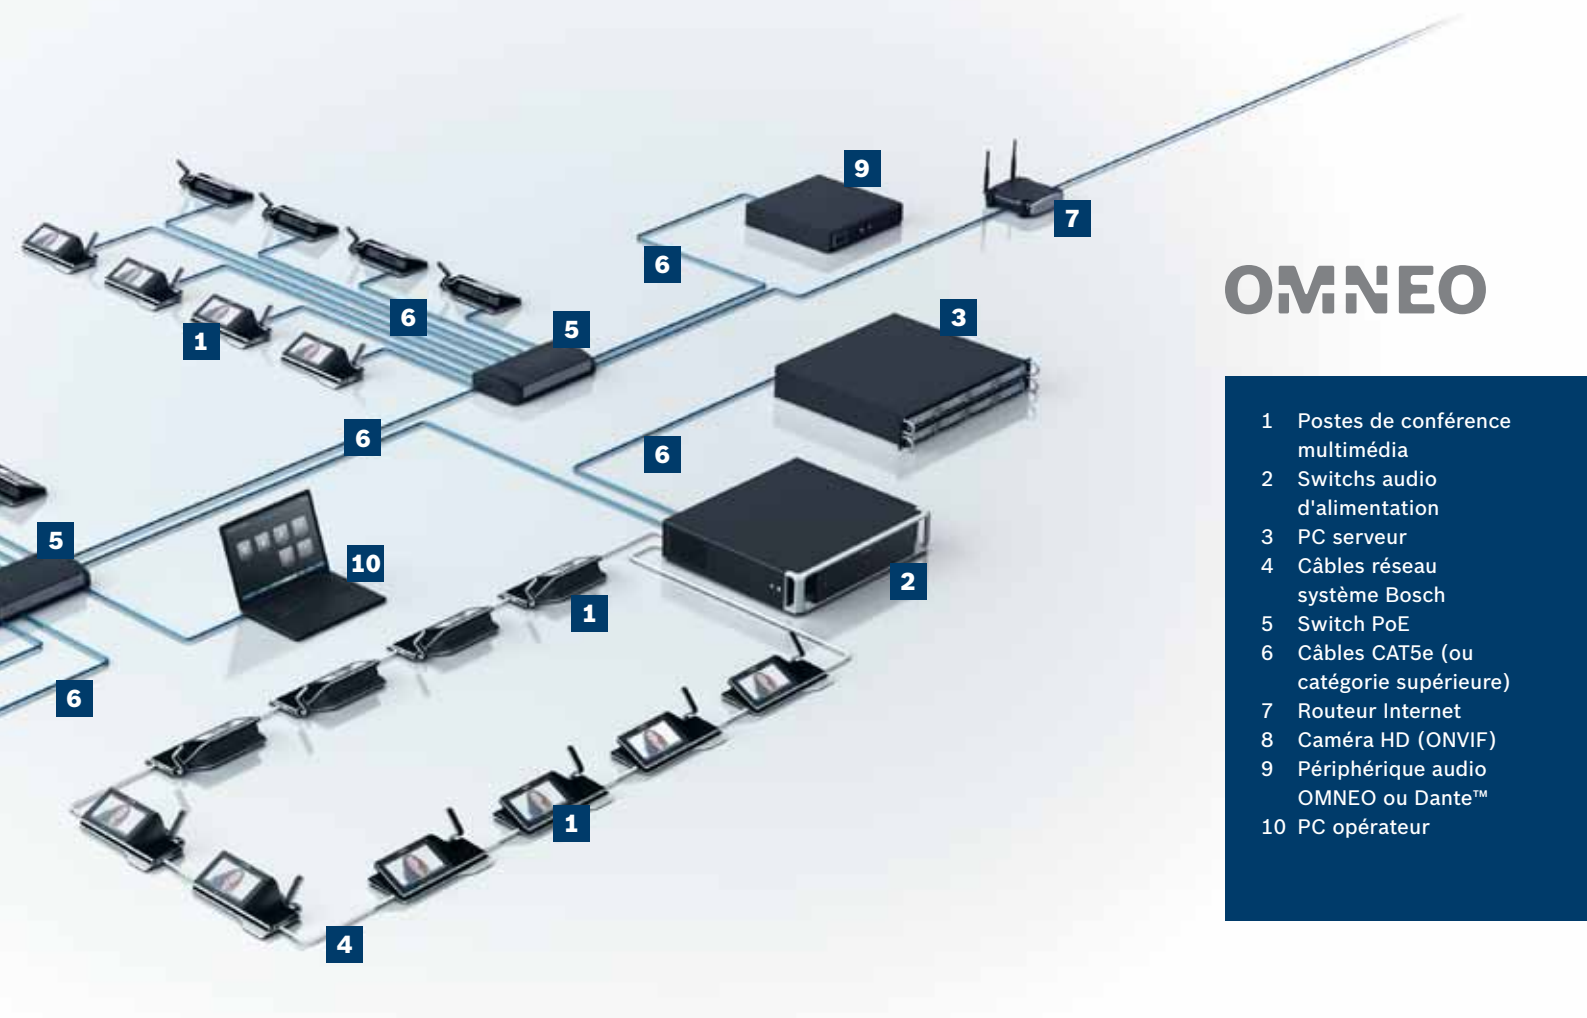 9
7
6
OMNEO
6
5
3
1
1 Postes de conférence
multimédia
2 Switchs audio
d'alimentation
3 PC serveur
4 Câbles réseau
système Bosch
5 Switch PoE
6 Câbles CAT5e (ou
catégorie supérieure)
7 Routeur Internet
8 Caméra HD (ONVIF)
9 Périphérique audio
OMNEO ou Dante™
10 PC opérateur
6
6
5
10
2
1
6
1
4